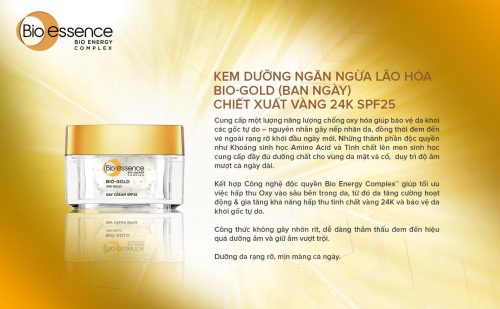 Bio essence
BIO ENERGY
COMPLEX
KEM DƯỠNG NGĂN NGỪA LÃO HÓA
BIO-GOLD (BAN NGÀY)
CHIẾT XUẤT VÀNG 24K SPF25
Cung cấp một lượng năng lượng chống oxy hóa giúp bảo vệ da khỏi
các gốc tự do – nguyên nhân gây nếp nhăn da, đồng thời đem đến
vẻ ngoài rạng rỡ khởi đầu ngày mới. Những thành phần độc quyền
như Khoáng sinh học Amino Acid và Tinh chất lên men sinh học
cung cấp đầy đủ dưỡng chất cho vùng da mặt và cổ, duy trì độ ẩm
mượt cả ngày dài.
Kết hợp Công nghệ độc quyền Bio Energy Complex™ giúp tối ưu
việc hấp thu Oxy vào sâu bên trong da, từ đó da tăng cường hoạt
động & gia tăng khả năng hấp thu tinh chất vàng 24K và bảo vệ da
khỏi gốc tự do.
Công thức không gây nhờn rít, dễ dàng thẩm thấu đem đến hiệu
quả dưỡng ẩm và giữ ẩm vượt trội.
Dưỡng da rạng rỡ, mịn màng cả ngày.
Bio essence
BIO-GOLD
24K GOLD
DAY CREAM SPF25